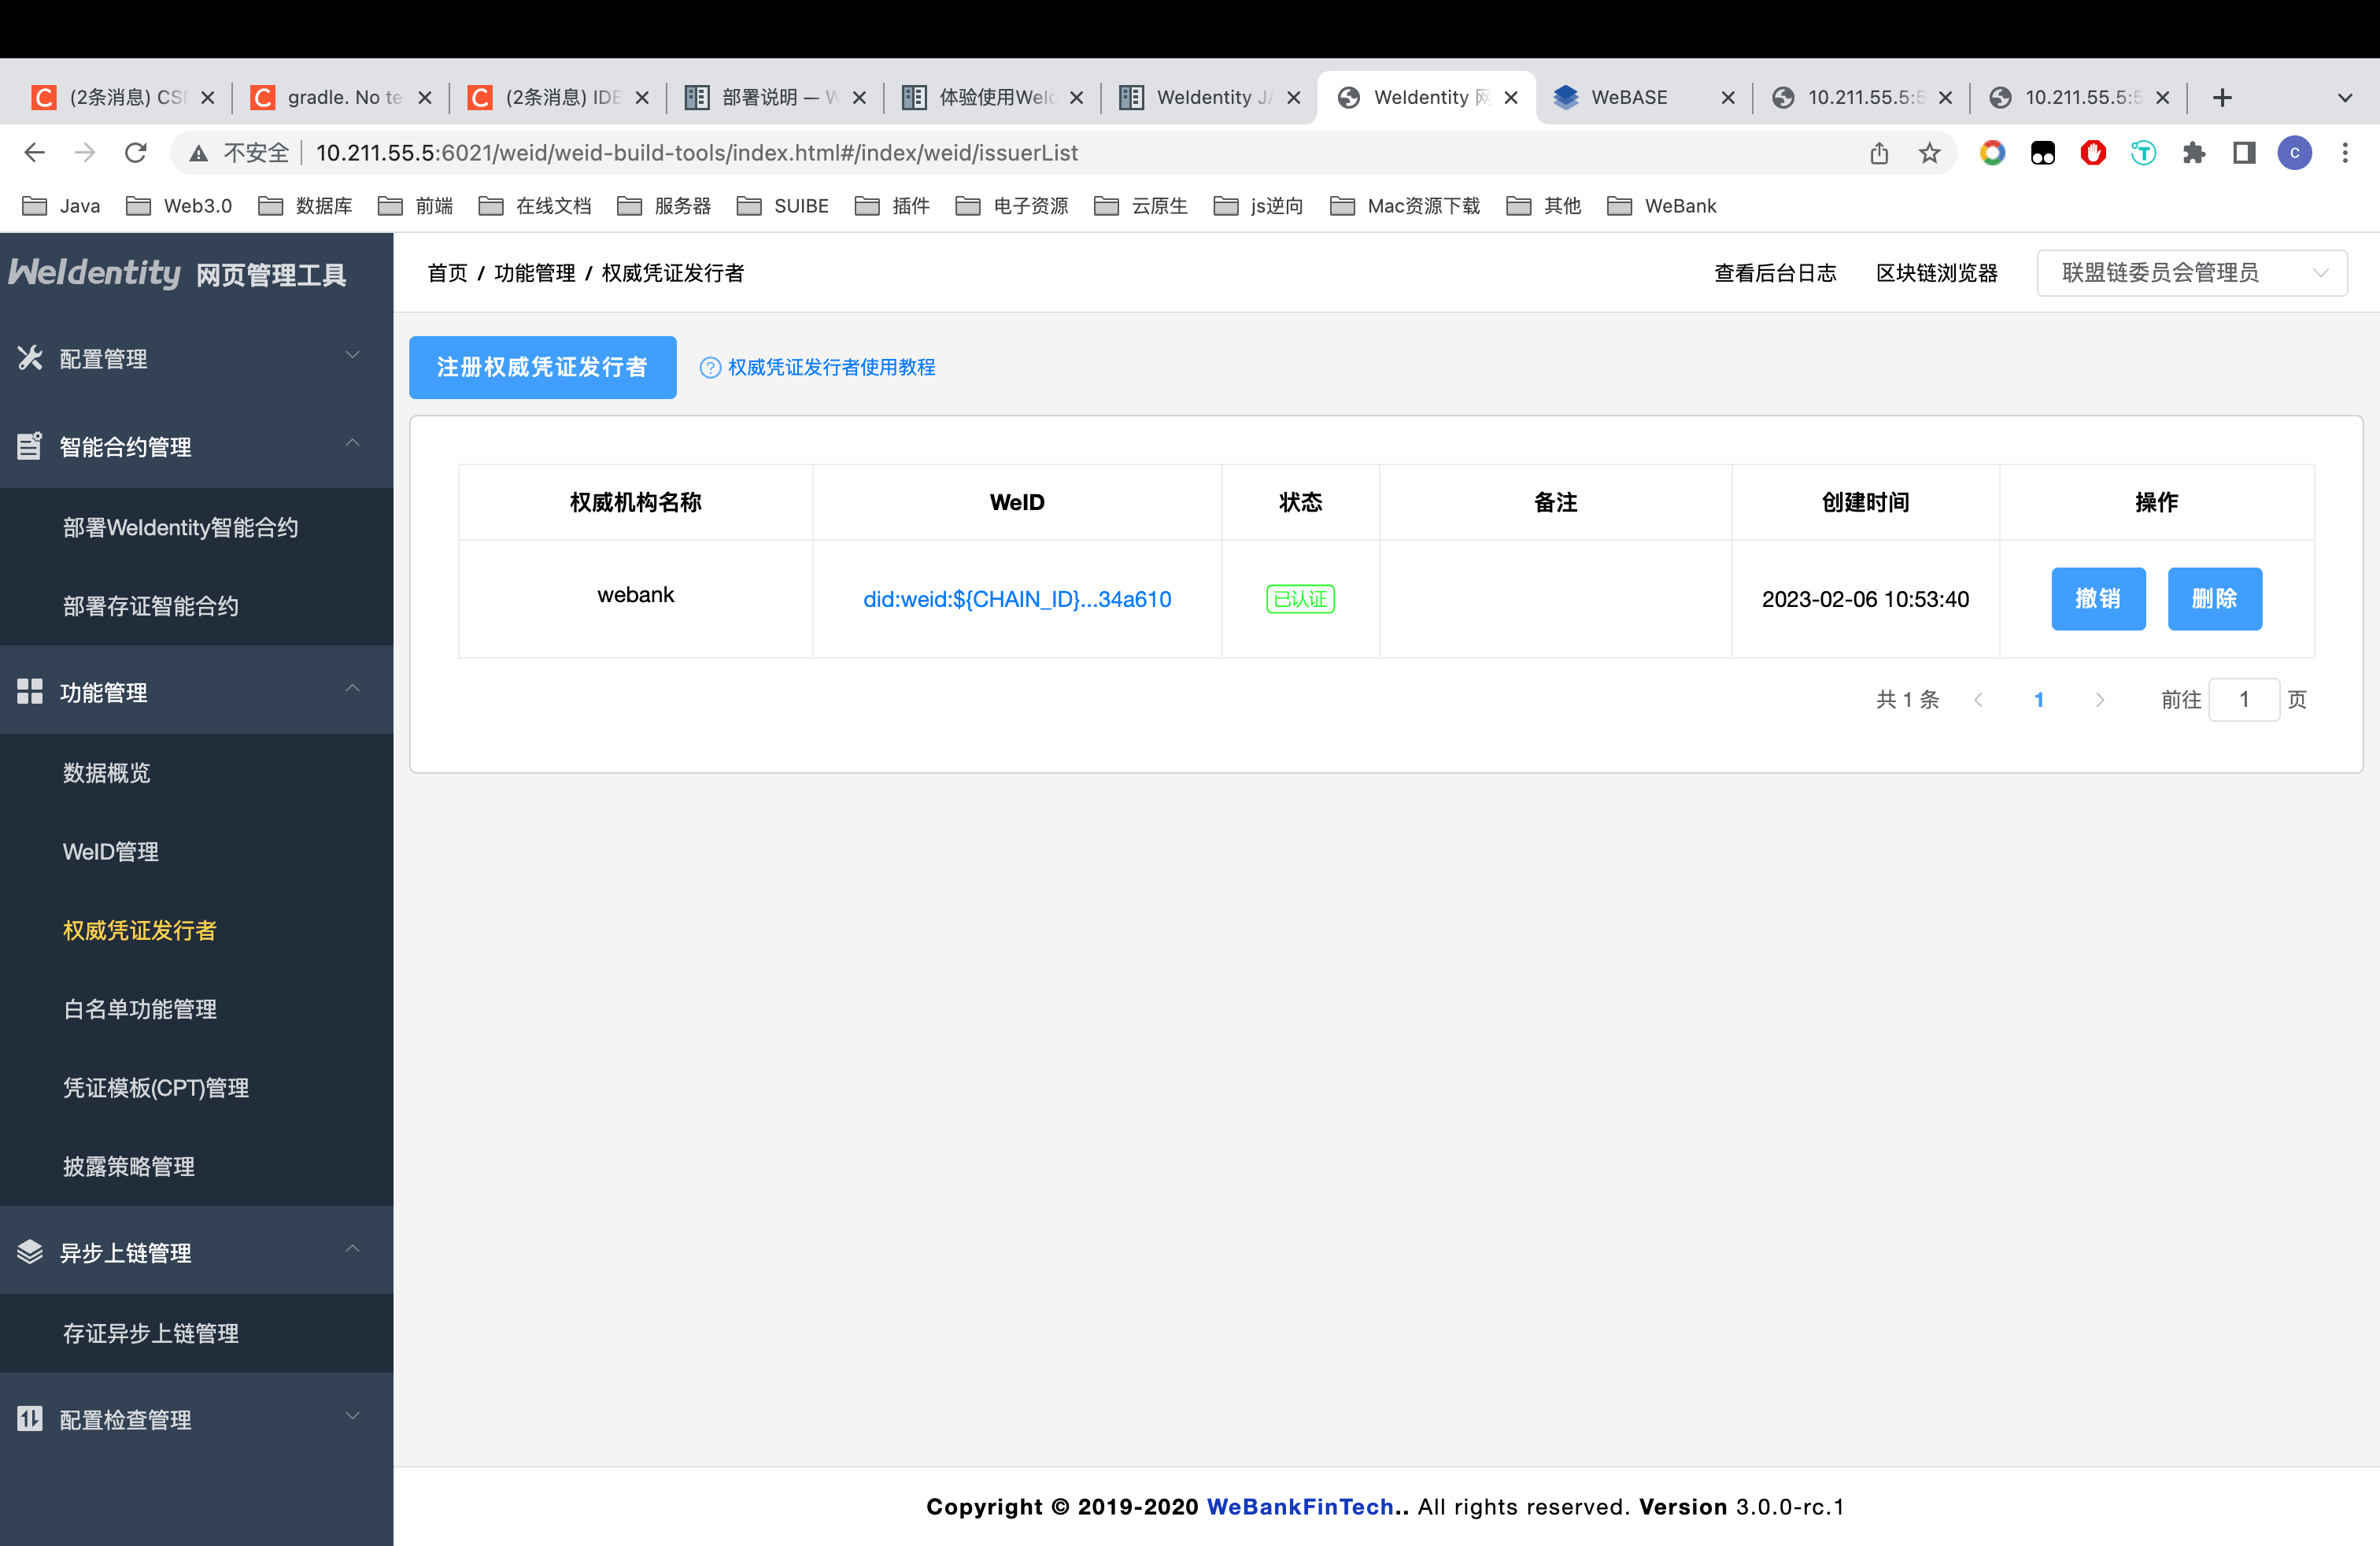 (2条消息) CS
gradle. No te
(2条消息) IDE
部署说明 — W
体验使用WeId
WeIdentity JA
WeIdentity 网
WeBASE
10.211.55.5:5
10.211.55.5:5
不安全 10.211.55.5:6021/weid/weid-build-tools/index.html#/index/weid/issuerList
C
Java Web3.0 数据库 前端 在线文档 服务器 SUIBE 插件 电子资源 云原生 js逆向 Mac资源下载 其他 WeBank
WeIdentity 网页管理工具
首页 / 功能管理 / 权威凭证发行者
查看后台日志 区块链浏览器 联盟链委员会管理员
配置管理
智能合约管理
部署WeIdentity智能合约
部署存证智能合约
功能管理
数据概览
WeID管理
权威凭证发行者
白名单功能管理
凭证模板(CPT)管理
披露策略管理
异步上链管理
存证异步上链管理
配置检查管理
注册权威凭证发行者 ? 权威凭证发行者使用教程
权威机构名称 WeID 状态 备注 创建时间 操作
webank did:weid:${CHAIN_ID}...34a610 已认证 2023-02-06 10:53:40 撤销 删除
共 1 条 1 前往 1 页
Copyright © 2019-2020 WeBankFinTech.. All rights reserved. Version 3.0.0-rc.1